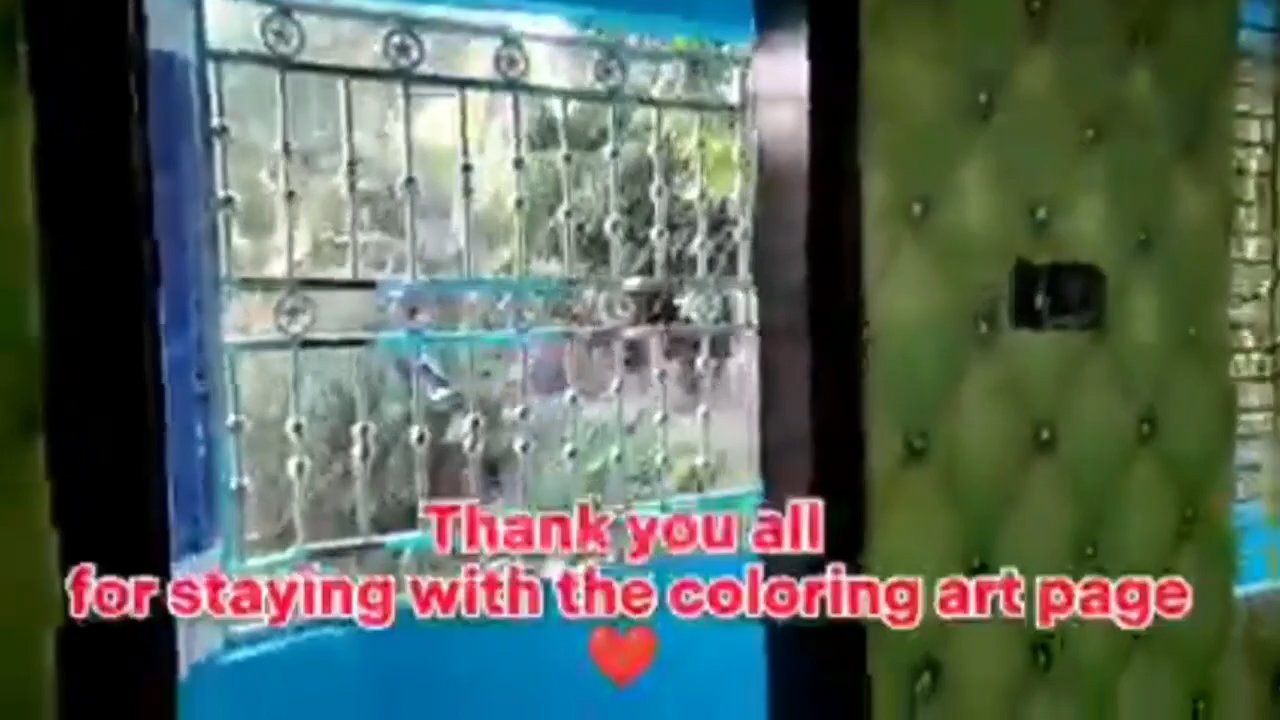 Thank you all
for staying with the coloring art page
❤️